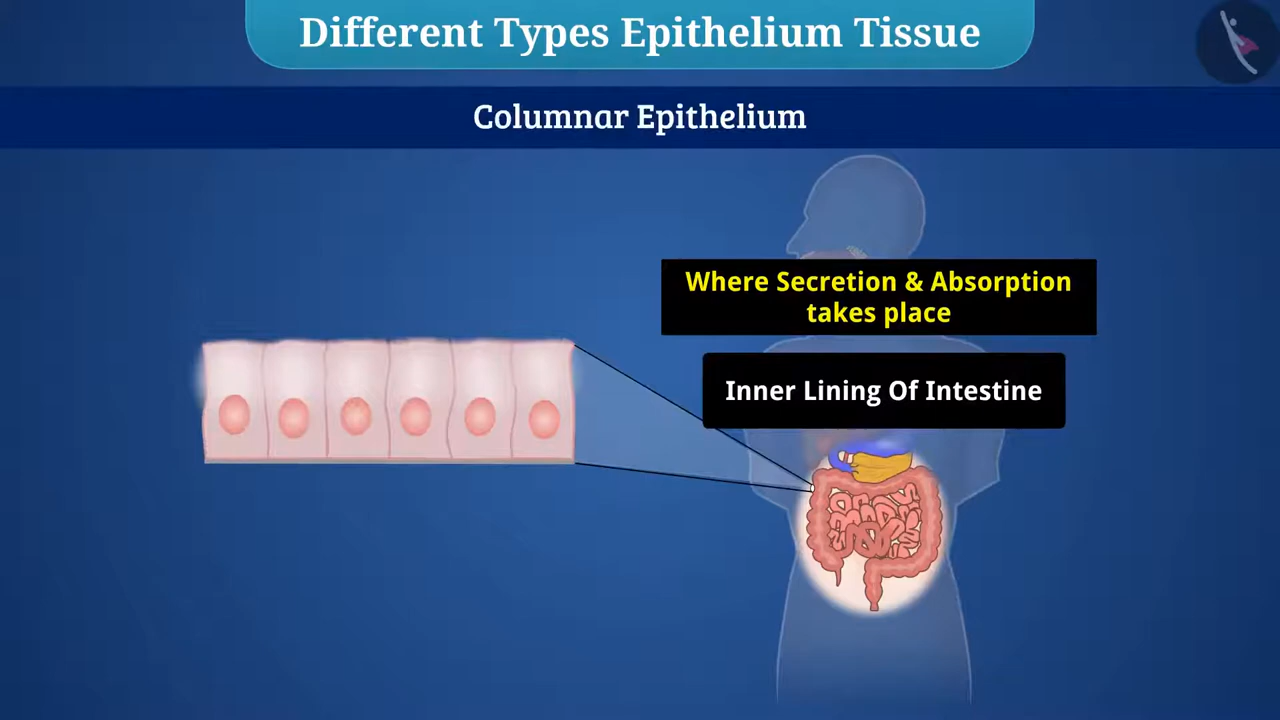 Different Types Epithelium Tissue
Columnar Epithelium
Where Secretion & Absorption
takes place
Inner Lining Of Intestine